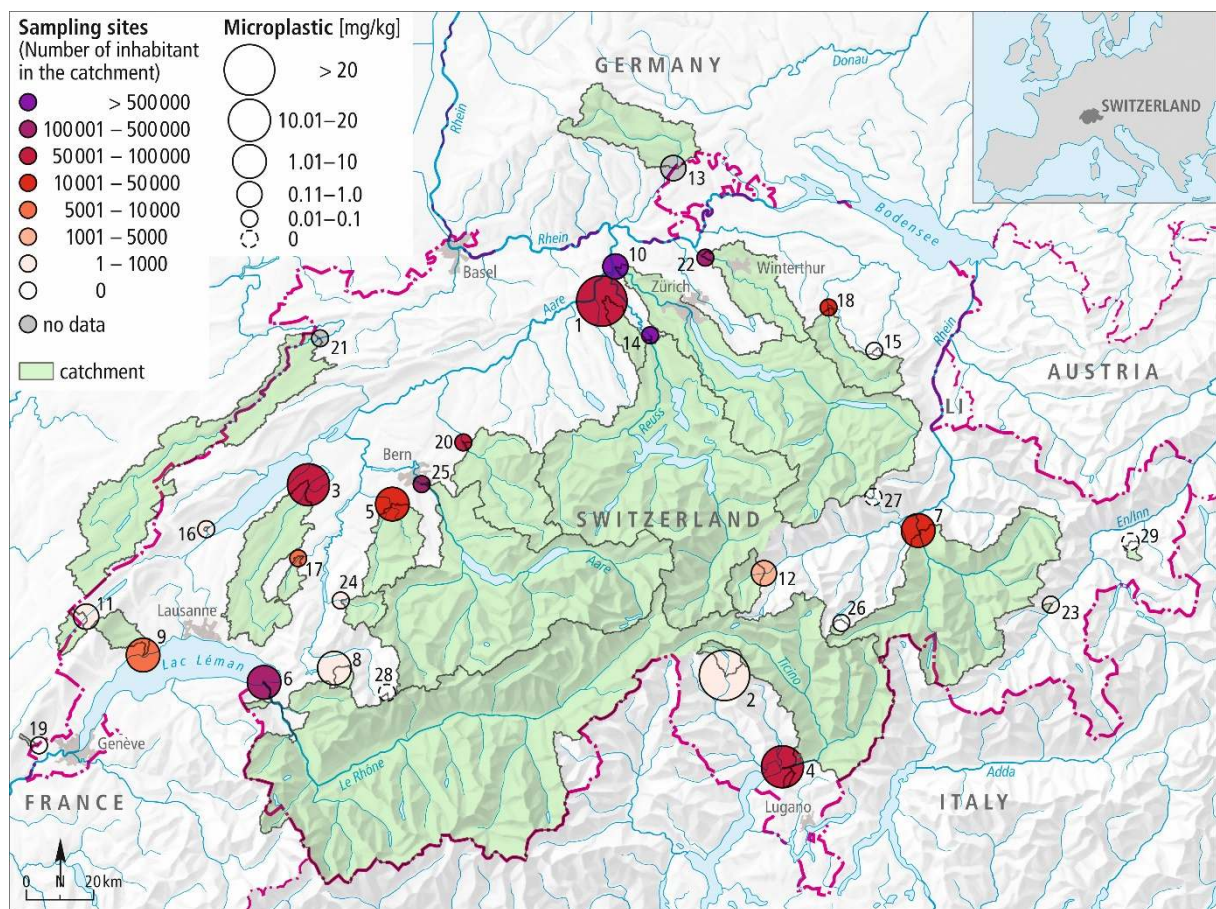 Sampling sites
(Number of inhabitant
in the catchment)
> 500 000
100 001 – 500 000
50 001 – 100 000
10 001 – 50 000
5001 – 10 000
1001 – 5000
1 – 1000
0
no data
catchment
Microplastic [mg/kg]
> 20
10.01–20
1.01–10
0.11–1.0
0.01–0.1
0
SWITZERLAND
GERMANY
Donau
Rhein
13
Bodensee
Rhein
10
Basel
22
Winterthur
Zürich
Aare
1
18
14
15
Rhein
21
AUSTRIA
LI
Reuss
20
Bern
25
3
5
27
SWITZERLAND
7
En/Inn
29
16
Aare
17
12
24
23
11
26
Lausanne
9
Lac Léman
8
Ticino
6
28
2
19
Genève
Le Rhône
4
Adda
FRANCE
Lugano
ITALY
N
0
20 km